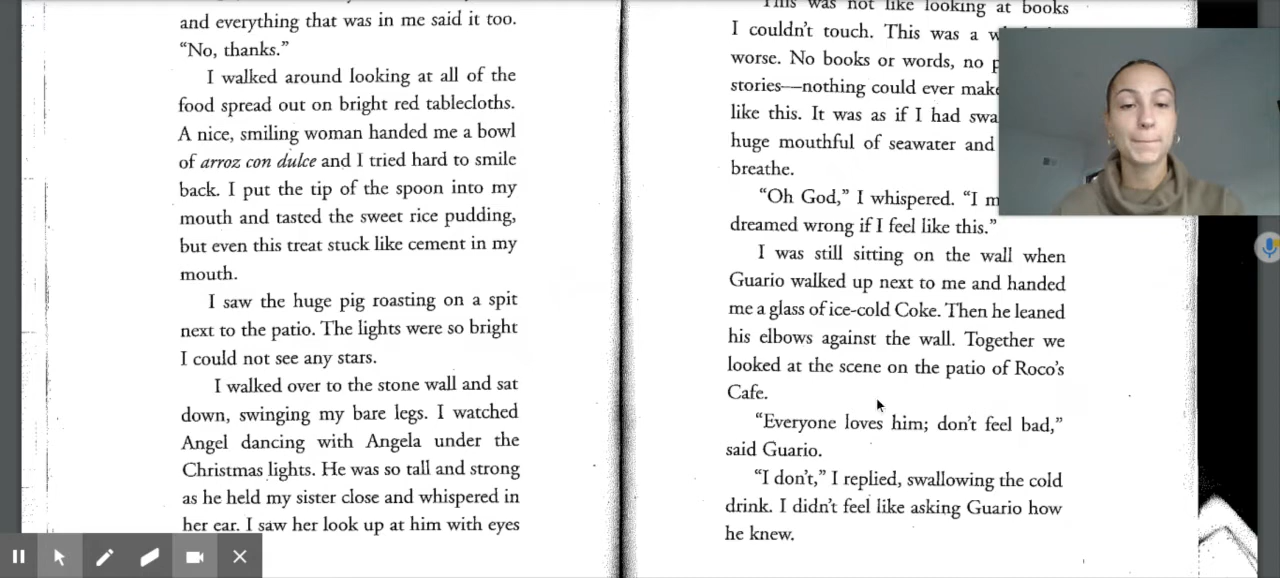 and everything that was in me said it too.
“No, thanks.”
I walked around looking at all of the
food spread out on bright red tablecloths.
A nice, smiling woman handed me a bowl
of arroz con dulce and I tried hard to smile
back. I put the tip of the spoon into my
mouth and tasted the sweet rice pudding,
but even this treat stuck like cement in my
mouth.
I saw the huge pig roasting on a spit
next to the patio. The lights were so bright
I could not see any stars.
I walked over to the stone wall and sat
down, swinging my bare legs. I watched
Angel dancing with Angela under the
Christmas lights. He was so tall and strong
as he held my sister close and whispered in
her ear. I saw her look up at him with eyes
This was not like looking at books
I couldn’t touch. This was a
worse. No books or words, no
stories—nothing could ever make
like this. It was as if I had
huge mouthful of seawater and
breathe.
“Oh God,” I whispered. “I
dreamed wrong if I feel like this.”
I was still sitting on the wall when
Guario walked up next to me and handed
me a glass of ice-cold Coke. Then he leaned
his elbows against the wall. Together we
looked at the scene on the patio of Roco’s
Cafe.
“Everyone loves him; don’t feel bad,”
said Guario.
“I don’t,” I replied, swallowing the cold
drink. I didn’t feel like asking Guario how
he knew.